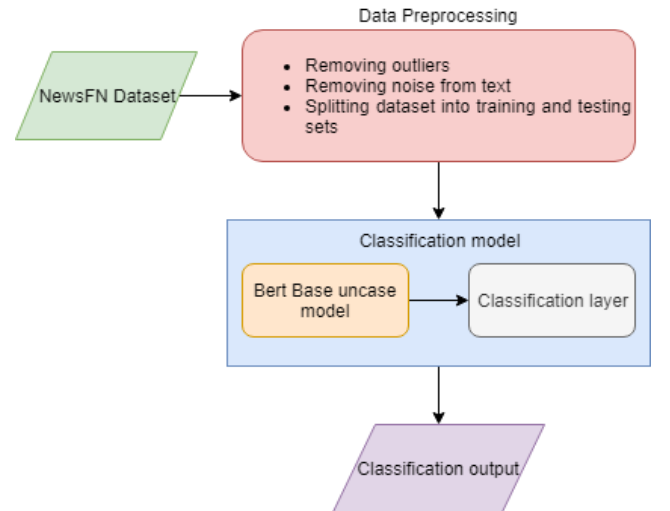 Data Preprocessing
NewsFN Dataset
• Removing outliers
• Removing noise from text
• Splitting dataset into training and testing
sets
Classification model
Bert Base uncase
model
Classification layer
Classification output